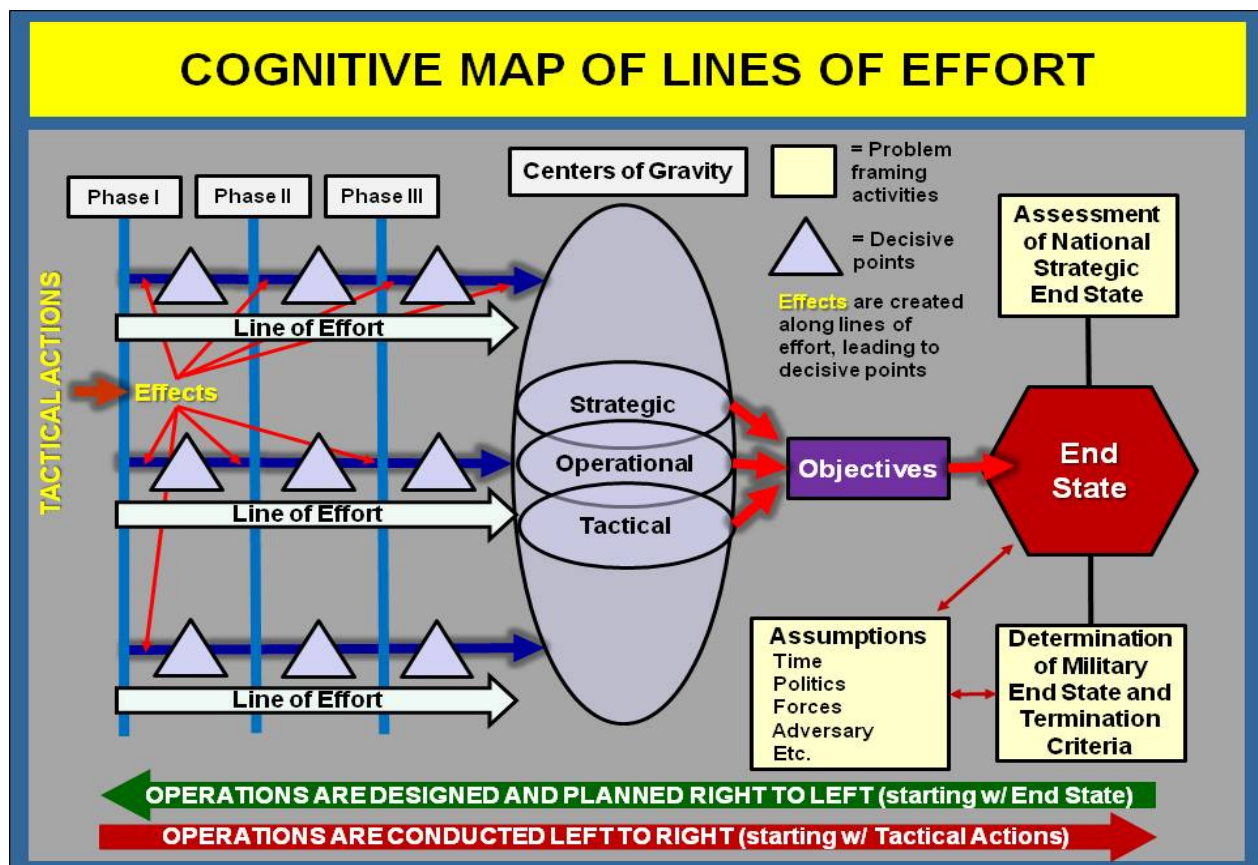 COGNITIVE MAP OF LINES OF EFFORT
Phase I
Phase II
Phase III
Centers of Gravity
= Problem
framing
activities
= Decisive
points
Effects are created
along lines of
effort, leading to
decisive points
Assessment
of National
Strategic
End State
TACTICAL ACTIONS
Line of Effort
Effects
Line of Effort
Line of Effort
Strategic
Operational
Tactical
Objectives
End
State
Assumptions
Time
Politics
Forces
Adversary
Etc.
Determination
of Military
End State and
Termination
Criteria
OPERATIONS ARE DESIGNED AND PLANNED RIGHT TO LEFT (starting w/ End State)
OPERATIONS ARE CONDUCTED LEFT TO RIGHT (starting w/ Tactical Actions)